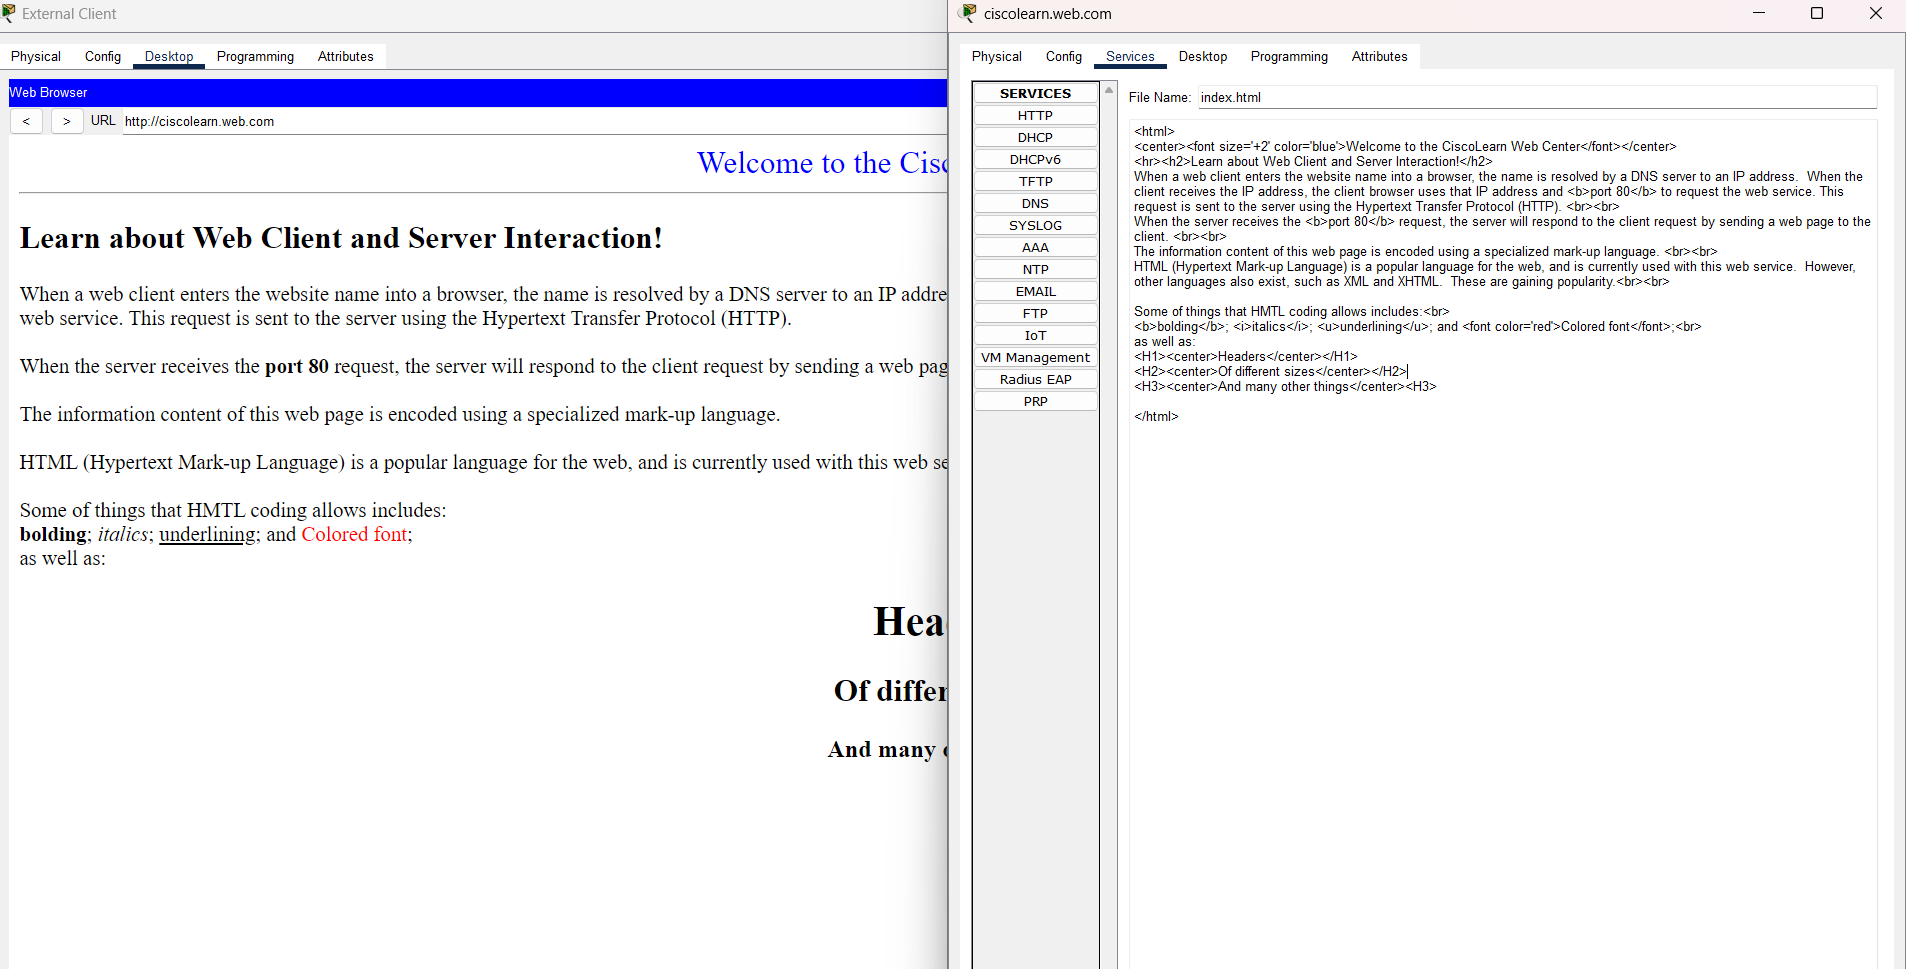 External Client
Physical Config Desktop Programming Attributes
Web Browser
< > URL http://ciscolearn.web.com
Welcome to the Cisc
Learn about Web Client and Server Interaction!
When a web client enters the website name into a browser, the name is resolved by a DNS server to an IP addre
web service. This request is sent to the server using the Hypertext Transfer Protocol (HTTP).
When the server receives the port 80 request, the server will respond to the client request by sending a web pag
The information content of this web page is encoded using a specialized mark-up language.
HTML (Hypertext Mark-up Language) is a popular language for the web, and is currently used with this web se
Some of things that HMTL coding allows includes:
bolding; italics; underlining; and Colored font;
as well as:
Head
Of differ
And many
ciscolearn.web.com
Physical Config Services Desktop Programming Attributes
SERVICES
HTTP
DHCP
DHCPv6
TFTP
DNS
SYSLOG
AAA
NTP
EMAIL
FTP
IoT
VM Management
Radius EAP
PRP
File Name: index.html
<html>
<center><font size='+2' color='blue'>Welcome to the CiscoLearn Web Center</font></center>
<hr><h2>Learn about Web Client and Server Interaction!</h2>
When a web client enters the website name into a browser, the name is resolved by a DNS server to an IP address.  When the
client receives the IP address, the client browser uses that IP address and <b>port 80</b> to request the web service. This
request is sent to the server using the Hypertext Transfer Protocol (HTTP). <br><br>
When the server receives the <b>port 80</b> request, the server will respond to the client request by sending a web page to the
client. <br><br>
The information content of this web page is encoded using a specialized mark-up language. <br><br>
HTML (Hypertext Mark-up Language) is a popular language for the web, and is currently used with this web service.  However,
other languages also exist, such as XML and XHTML.  These are gaining popularity.<br><br>
Some of things that HMTL coding allows includes:<br>
<b>bolding</b>; <i>italics</i>; <u>underlining</u>; and <font color='red'>Colored font</font>;<br>
as well as:
<H1><center>Headers</center></H1>
<H2><center>Of different sizes</center></H2>
<H3><center>And many other things</center><H3>
</html>